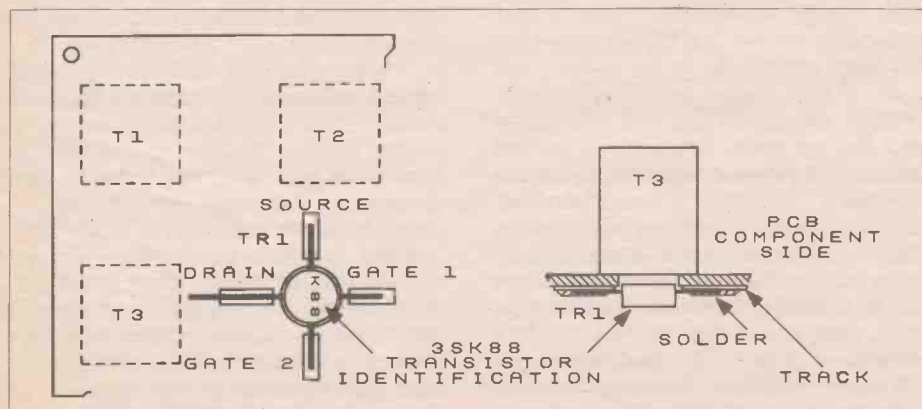 T1
T2
SOURCE
TR1
DRAIN
GATE 1
K88
T3
GATE 2
3SK88
TRANSISTOR
IDENTIFICATION
T3
PCB
COMPONENT
SIDE
TR1
SOLDER
TRACK